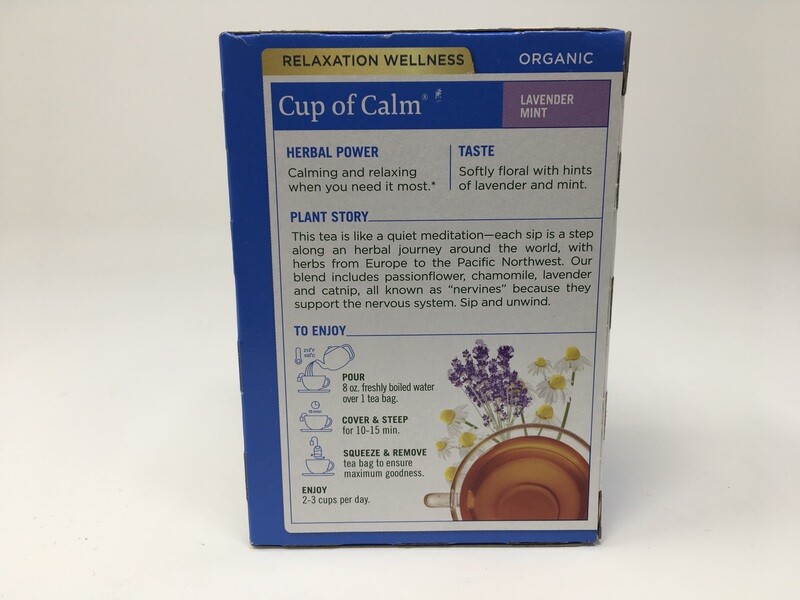 RELAXATION WELLNESS
ORGANIC
Cup of Calm®
LAVENDER
MINT
HERBAL POWER
Calming and relaxing
when you need it most.*
TASTE
Softly floral with hints
of lavender and mint.
PLANT STORY
This tea is like a quiet meditation—each sip is a step
along an herbal journey around the world, with
herbs from Europe to the Pacific Northwest. Our
blend includes passionflower, chamomile, lavender
and catnip, all known as “nervines” because they
support the nervous system. Sip and unwind.
TO ENJOY
212°F
100°C
POUR
8 oz. freshly boiled water
over 1 tea bag.
COVER & STEEP
for 10-15 min.
SQUEEZE & REMOVE
tea bag to ensure
maximum goodness.
ENJOY
2-3 cups per day.